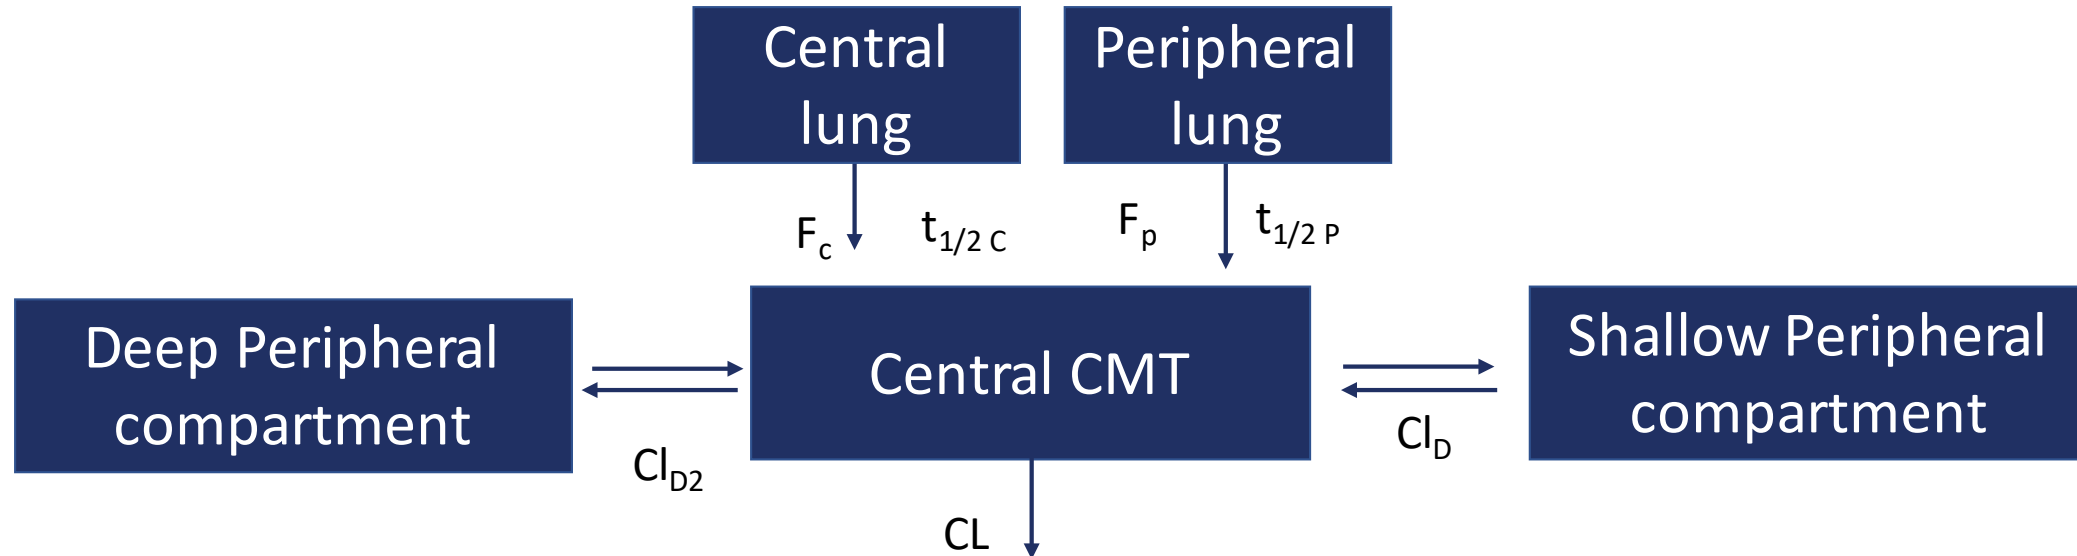 Central
lung
Peripheral
lung
Fc
t1/2 C
Fp
t1/2 P
Deep Peripheral
compartment
Central CMT
Shallow Peripheral
compartment
ClD2
ClD
CL